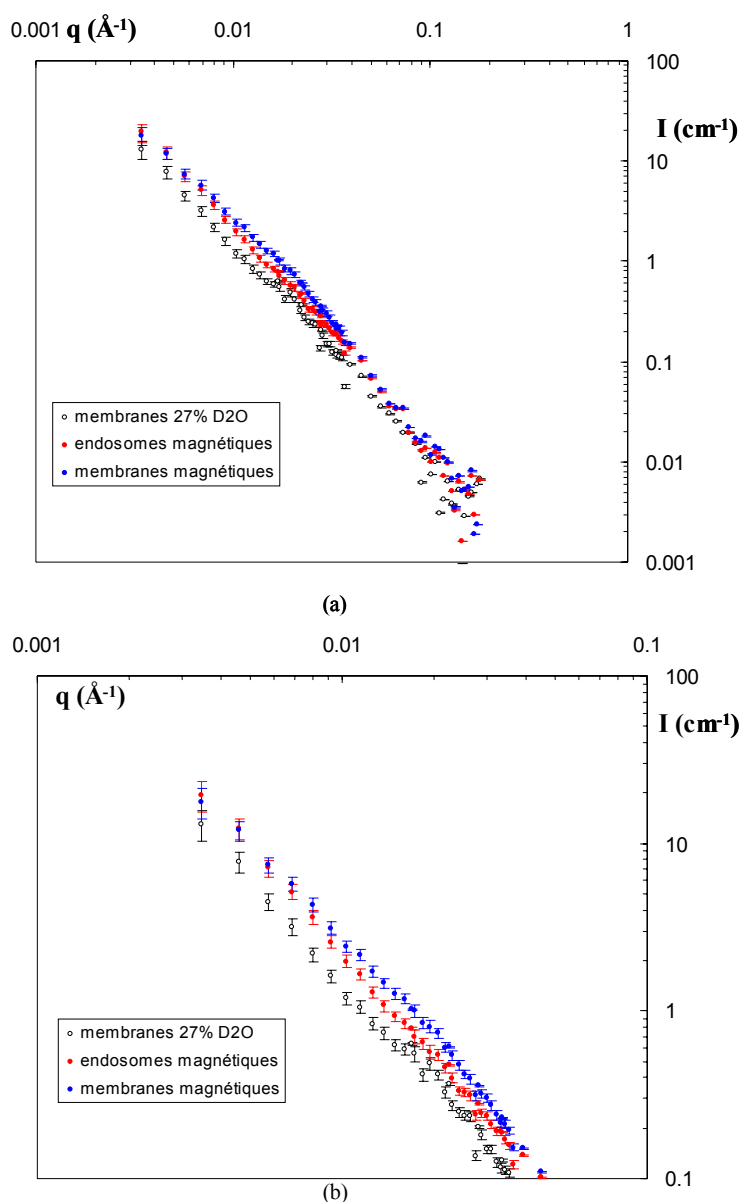 0.001 0.01 0.1 1
q (Å-1)
100
I (cm-1)
10
1
0.1
membranes 27% D2O
endosomes magnétiques
membranes magnétiques
0.01
0.001
(a)
0.001 0.01 0.1
q (Å-1)
100
I (cm-1)
10
1
membranes 27% D2O
endosomes magnétiques
membranes magnétiques
0.1
(b)